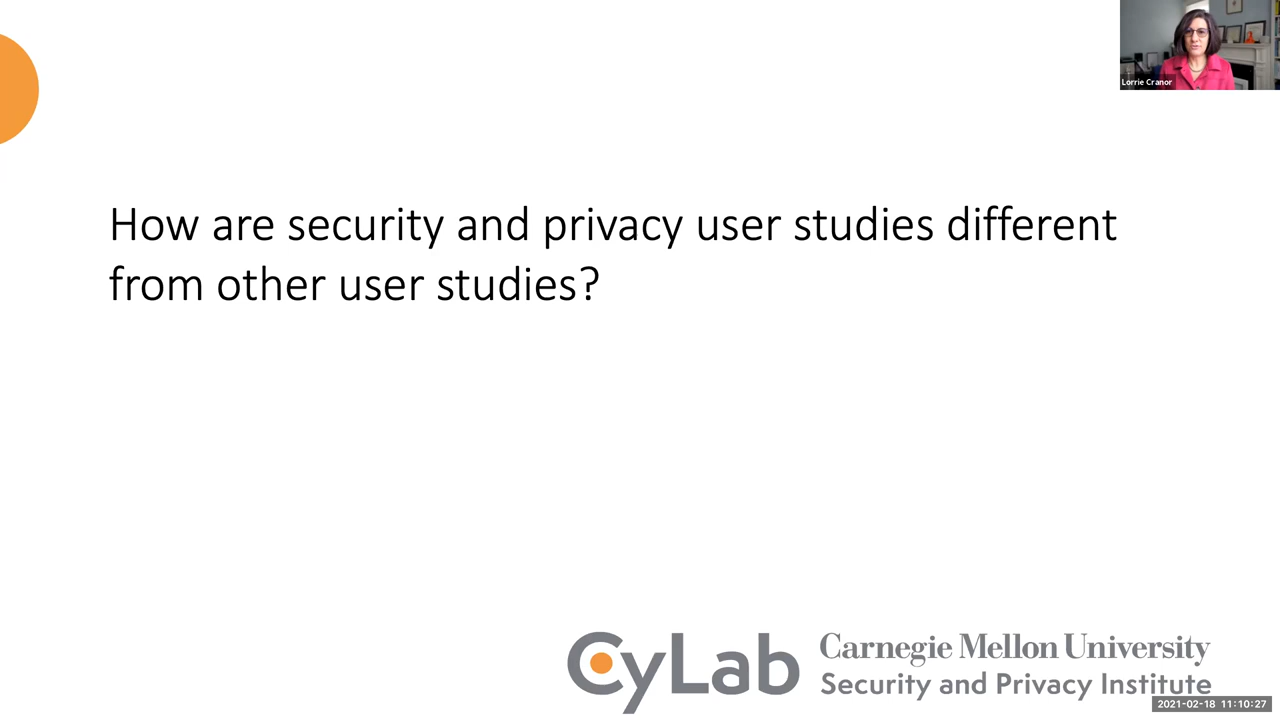 Lorrie Cranor
How are security and privacy user studies different
from other user studies?
CyLab
Carnegie Mellon University
Security and Privacy Institute
2021-02-18 11:10:27